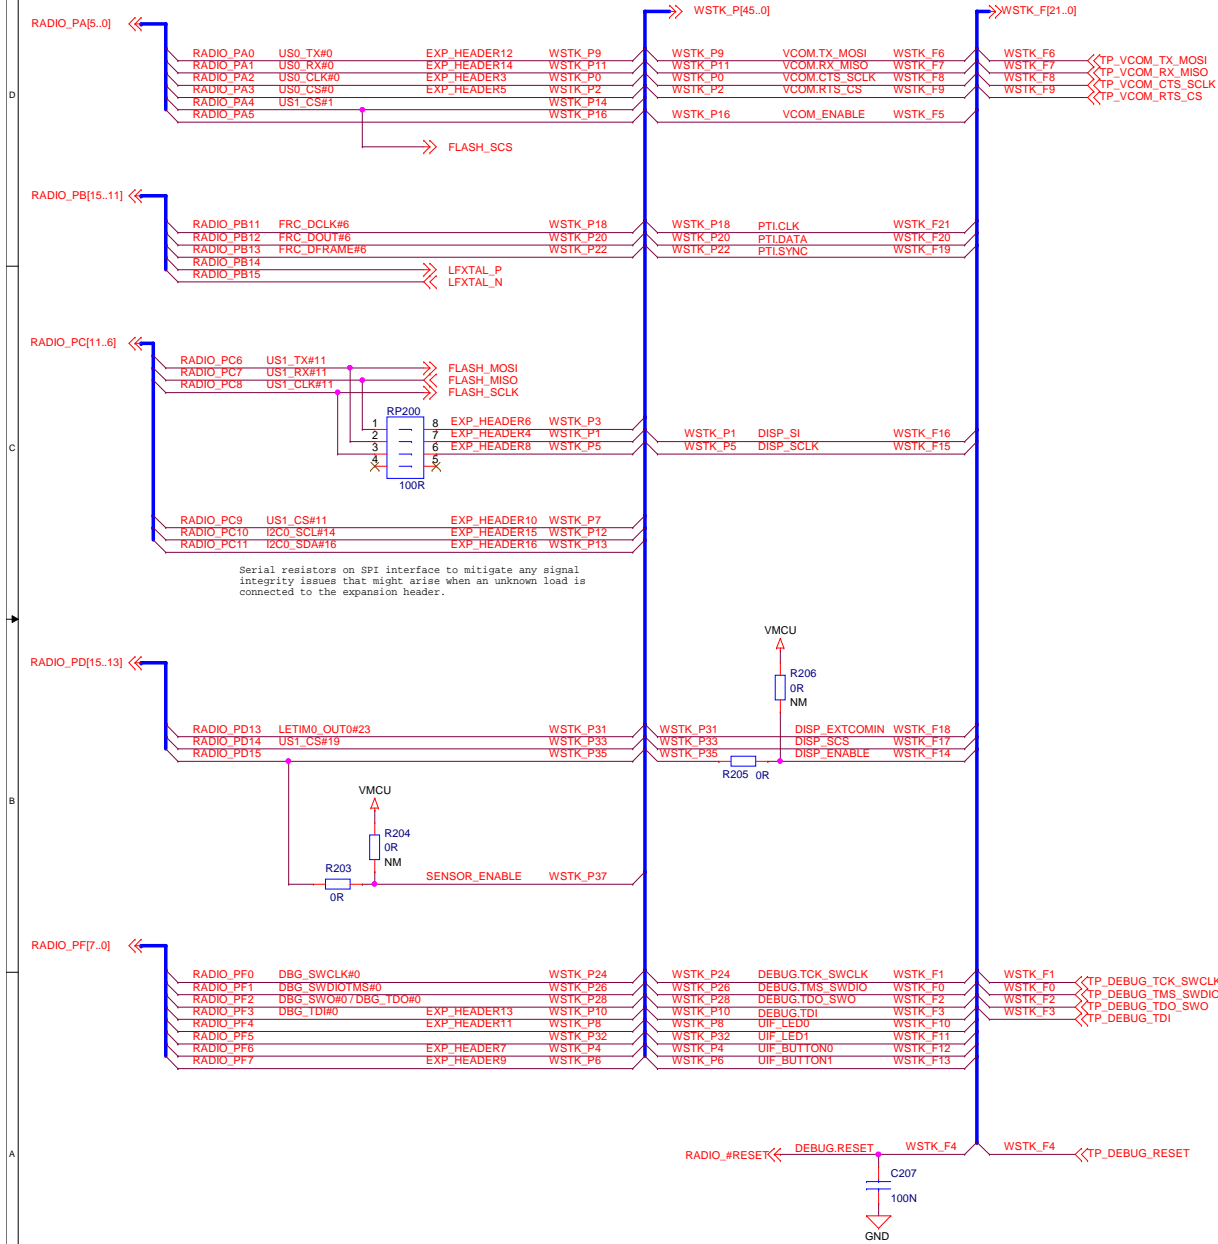 WSTK_P[45..0] WSTK_F[21..0]
RADIO_PA[5..0]
RADIO_PA0 US0_TX#0 EXP_HEADER12 WSTK_P9 WSTK_P9 VCOM.TX_MOSI WSTK_F6 WSTK_F6 TP_VCOM_TX_MOSI
RADIO_PA1 US0_RX#0 EXP_HEADER14 WSTK_P11 WSTK_P11 VCOM.RX_MISO WSTK_F7 WSTK_F7 TP_VCOM_RX_MISO
RADIO_PA2 US0_CLK#0 EXP_HEADER3 WSTK_P0 WSTK_P0 VCOM.CTS_SCLK WSTK_F8 WSTK_F8 TP_VCOM_CTS_SCLK
RADIO_PA3 US0_CS#0 EXP_HEADER5 WSTK_P2 WSTK_P2 VCOM.RTS_CS WSTK_F9 WSTK_F9 TP_VCOM_RTS_CS
D
RADIO_PA4 US1_CS#1 WSTK_P14
RADIO_PA5 WSTK_P16 WSTK_P16 VCOM_ENABLE WSTK_F5
FLASH_SCS
RADIO_PB[15..11]
RADIO_PB11 FRC_DCLK#6 WSTK_P18 WSTK_P18 PTI.CLK WSTK_F21
RADIO_PB12 FRC_DOUT#6 WSTK_P20 WSTK_P20 PTI.DATA WSTK_F20
RADIO_PB13 FRC_DFRAME#6 WSTK_P22 WSTK_P22 PTI.SYNC WSTK_F19
RADIO_PB14 LFXTAL_P
RADIO_PB15 LFXTAL_N
RADIO_PC[11..6]
RADIO_PC6 US1_TX#11 FLASH_MOSI
RADIO_PC7 US1_RX#11 FLASH_MISO
RADIO_PC8 US1_CLK#11 FLASH_SCLK
RP200
1 8 EXP_HEADER6 WSTK_P3
2 7 EXP_HEADER4 WSTK_P1 WSTK_P1 DISP_SI WSTK_F16
3 6 EXP_HEADER8 WSTK_P5 WSTK_P5 DISP_SCLK WSTK_F15
C
4 5
100R
RADIO_PC9 US1_CS#11 EXP_HEADER10 WSTK_P7
RADIO_PC10 I2C0_SCL#14 EXP_HEADER15 WSTK_P12
RADIO_PC11 I2C0_SDA#16 EXP_HEADER16 WSTK_P13
Serial resistors on SPI interface to mitigate any signal
integrity issues that might arise when an unknown load is
connected to the expansion header.
VMCU
RADIO_PD[15..13]
R206
0R
NM
RADIO_PD13 LETIM0_OUT0#23 WSTK_P31 WSTK_P31 DISP_EXTCOMIN WSTK_F18
RADIO_PD14 US1_CS#19 WSTK_P33 WSTK_P33 DISP_SCS WSTK_F17
RADIO_PD15 WSTK_P35 WSTK_P35 DISP_ENABLE WSTK_F14
R205 0R
VMCU
B
R204
0R
NM
R203
SENSOR_ENABLE WSTK_P37
0R
RADIO_PF[7..0]
RADIO_PF0 DBG_SWCLK#0 WSTK_P24 WSTK_P24 DEBUG.TCK_SWCLK WSTK_F1 WSTK_F1 TP_DEBUG_TCK_SWCLK
RADIO_PF1 DBG_SWDIOTMS#0 WSTK_P26 WSTK_P26 DEBUG.TMS_SWDIO WSTK_F0 WSTK_F0 TP_DEBUG_TMS_SWDIO
RADIO_PF2 DBG_SWO#0 / DBG_TDO#0 WSTK_P28 WSTK_P28 DEBUG.TDO_SWO WSTK_F2 WSTK_F2 TP_DEBUG_TDO_SWO
RADIO_PF3 DBG_TDI#0 EXP_HEADER13 WSTK_P10 WSTK_P10 DEBUG.TDI WSTK_F3 WSTK_F3 TP_DEBUG_TDI
RADIO_PF4 EXP_HEADER11 WSTK_P8 WSTK_P8 UIF_LED0 WSTK_F10
RADIO_PF5 WSTK_P32 WSTK_P32 UIF_LED1 WSTK_F11
RADIO_PF6 EXP_HEADER7 WSTK_P4 WSTK_P4 UIF_BUTTON0 WSTK_F12
RADIO_PF7 EXP_HEADER9 WSTK_P6 WSTK_P6 UIF_BUTTON1 WSTK_F13
A
RADIO_#RESET DEBUG.RESET WSTK_F4 WSTK_F4 TP_DEBUG_RESET
C207
100N
GND